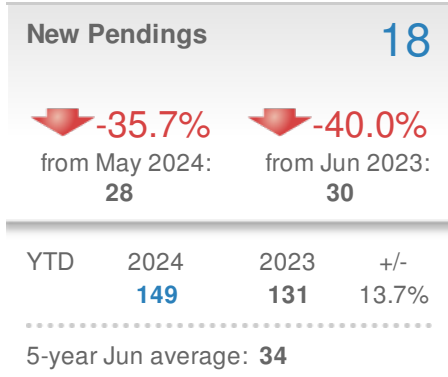 New Pendings 18
-35.7% -40.0%
from May 2024: from Jun 2023:
28 30
YTD 2024 2023 +/-
149 131 13.7%
5-year Jun average: 34